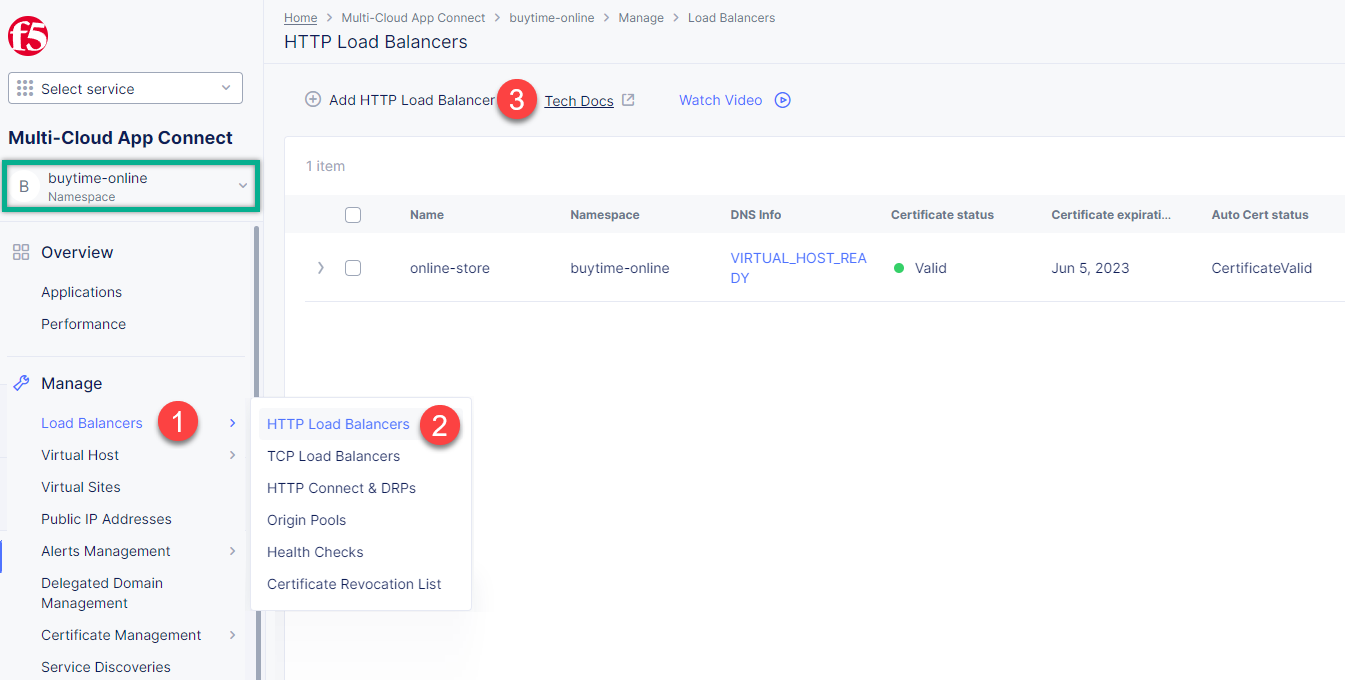 f5
Home > Multi-Cloud App Connect > buytime-online > Manage > Load Balancers
HTTP Load Balancers
Select service
Multi-Cloud App Connect
B
buytime-online
Namespace
Overview
Applications
Performance
Manage
Load Balancers 1
Virtual Host
Virtual Sites
Public IP Addresses
Alerts Management
Delegated Domain
Management
Certificate Management
Service Discoveries
HTTP Load Balancers 2
TCP Load Balancers
HTTP Connect & DRPs
Origin Pools
Health Checks
Certificate Revocation List
Add HTTP Load Balancer 3 Tech Docs Watch Video
1 item
Name Namespace DNS Info Certificate status Certificate expirati... Auto Cert status
online-store buytime-online VIRTUAL_HOST_REA
DY Valid Jun 5, 2023 CertificateValid